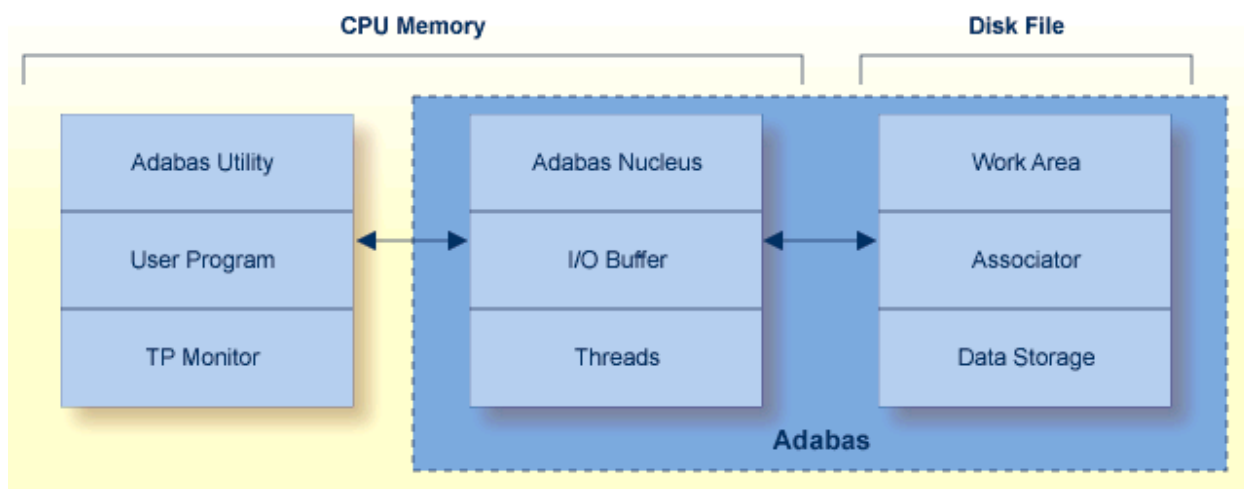 CPU Memory
Disk File
Adabas Utility
User Program
TP Monitor
Adabas Nucleus
I/O Buffer
Threads
Work Area
Associator
Data Storage
Adabas